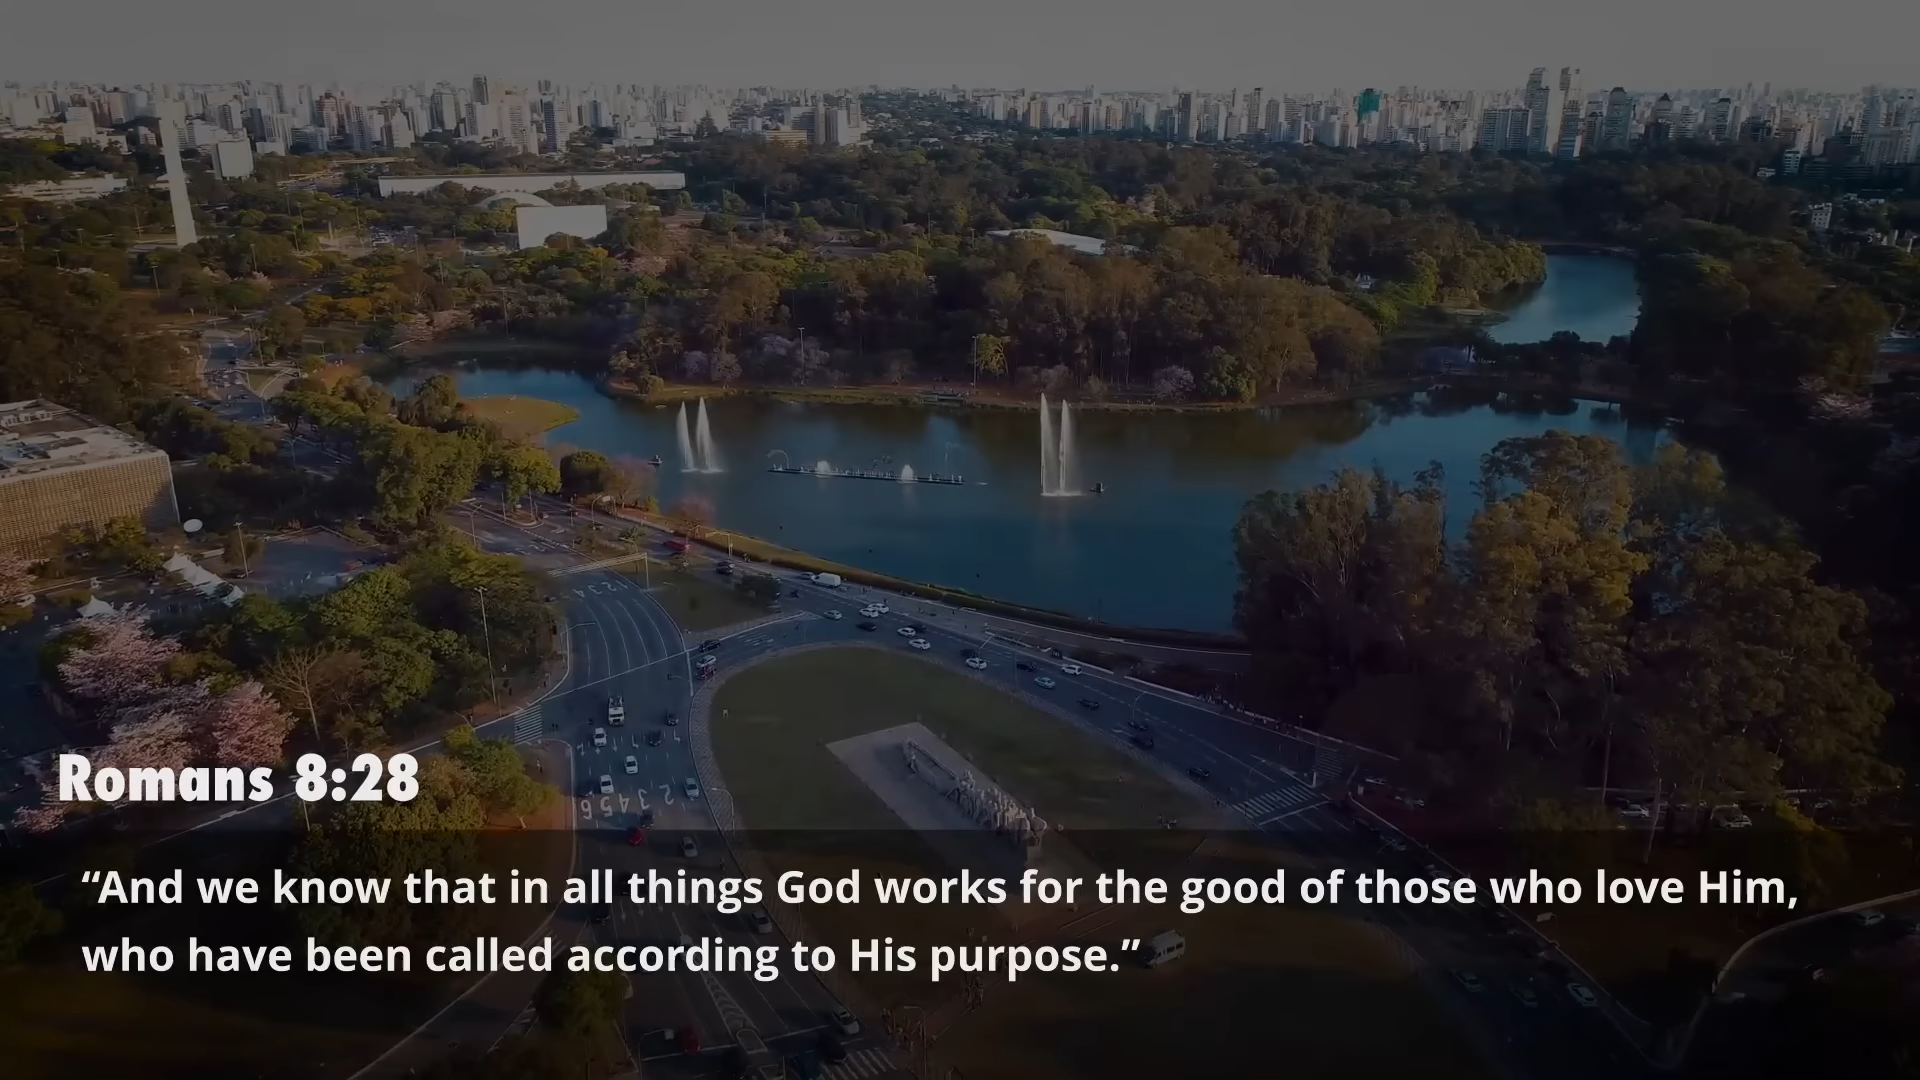 Romans 8:28
“And we know that in all things God works for the good of those who love Him,
who have been called according to His purpose.”